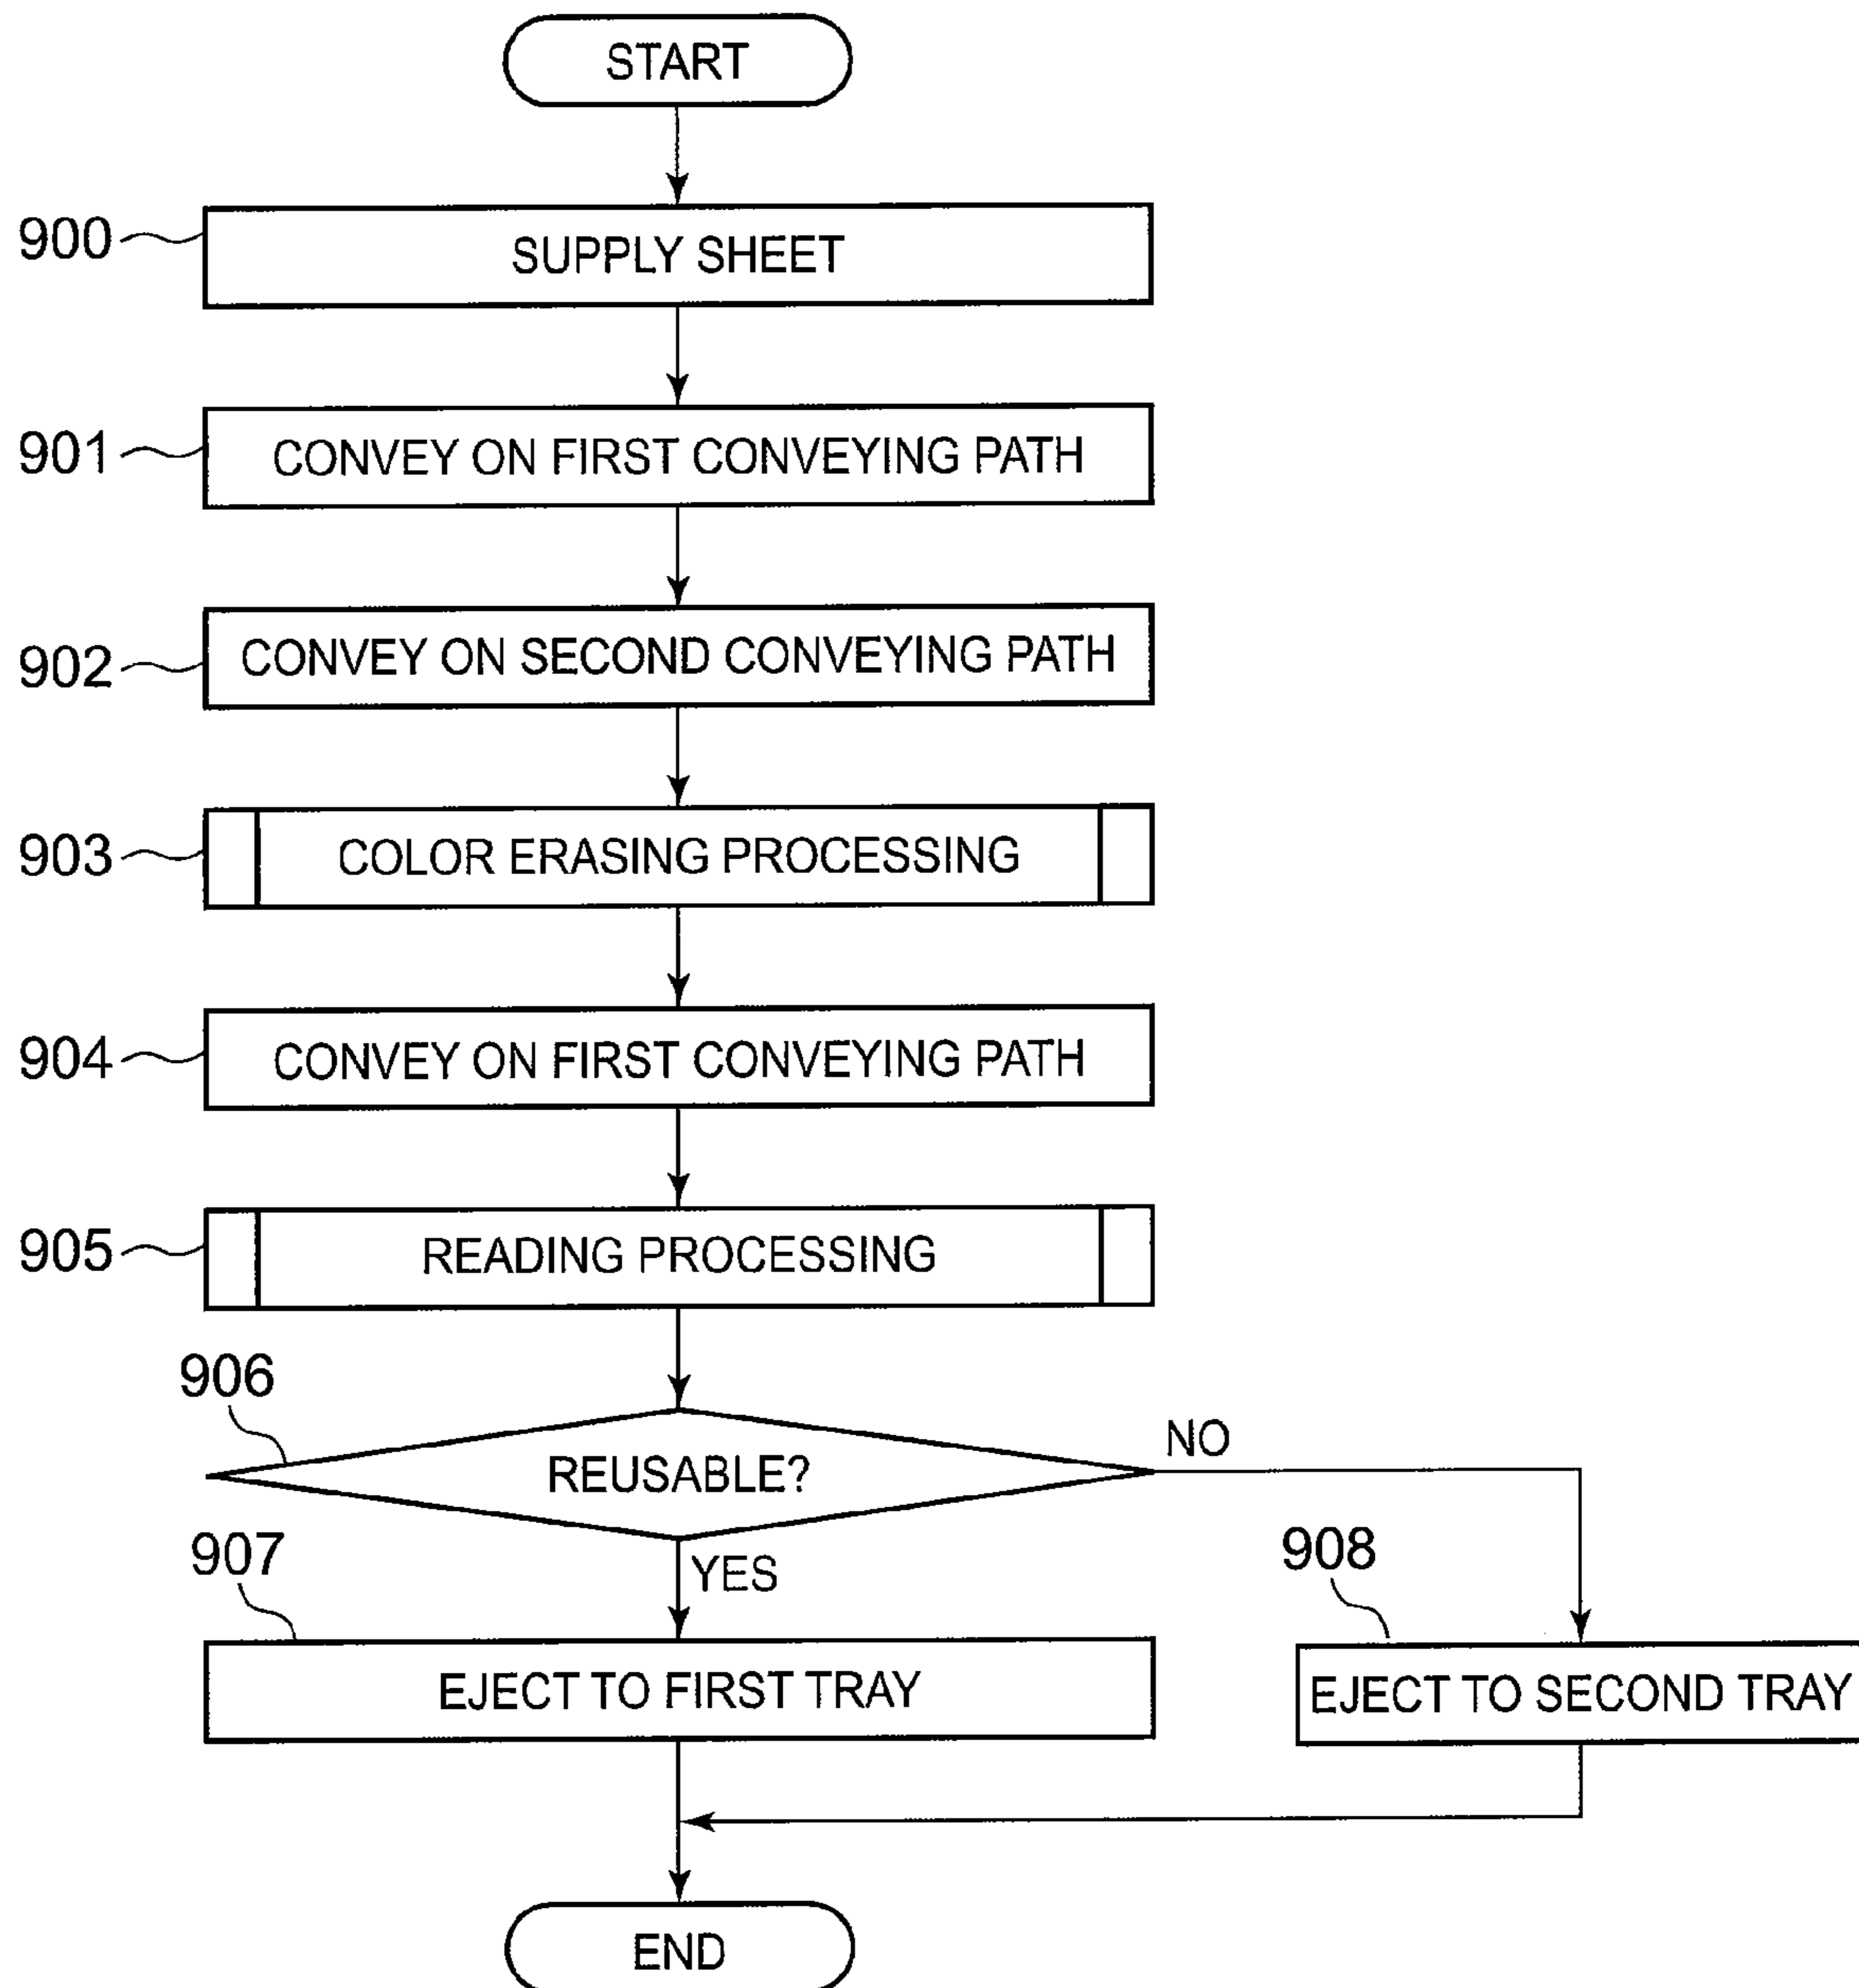 START
900
SUPPLY SHEET
901
CONVEY ON FIRST CONVEYING PATH
902
CONVEY ON SECOND CONVEYING PATH
903
COLOR ERASING PROCESSING
904
CONVEY ON FIRST CONVEYING PATH
905
READING PROCESSING
906
REUSABLE?
NO
YES
907
EJECT TO FIRST TRAY
908
EJECT TO SECOND TRAY
END